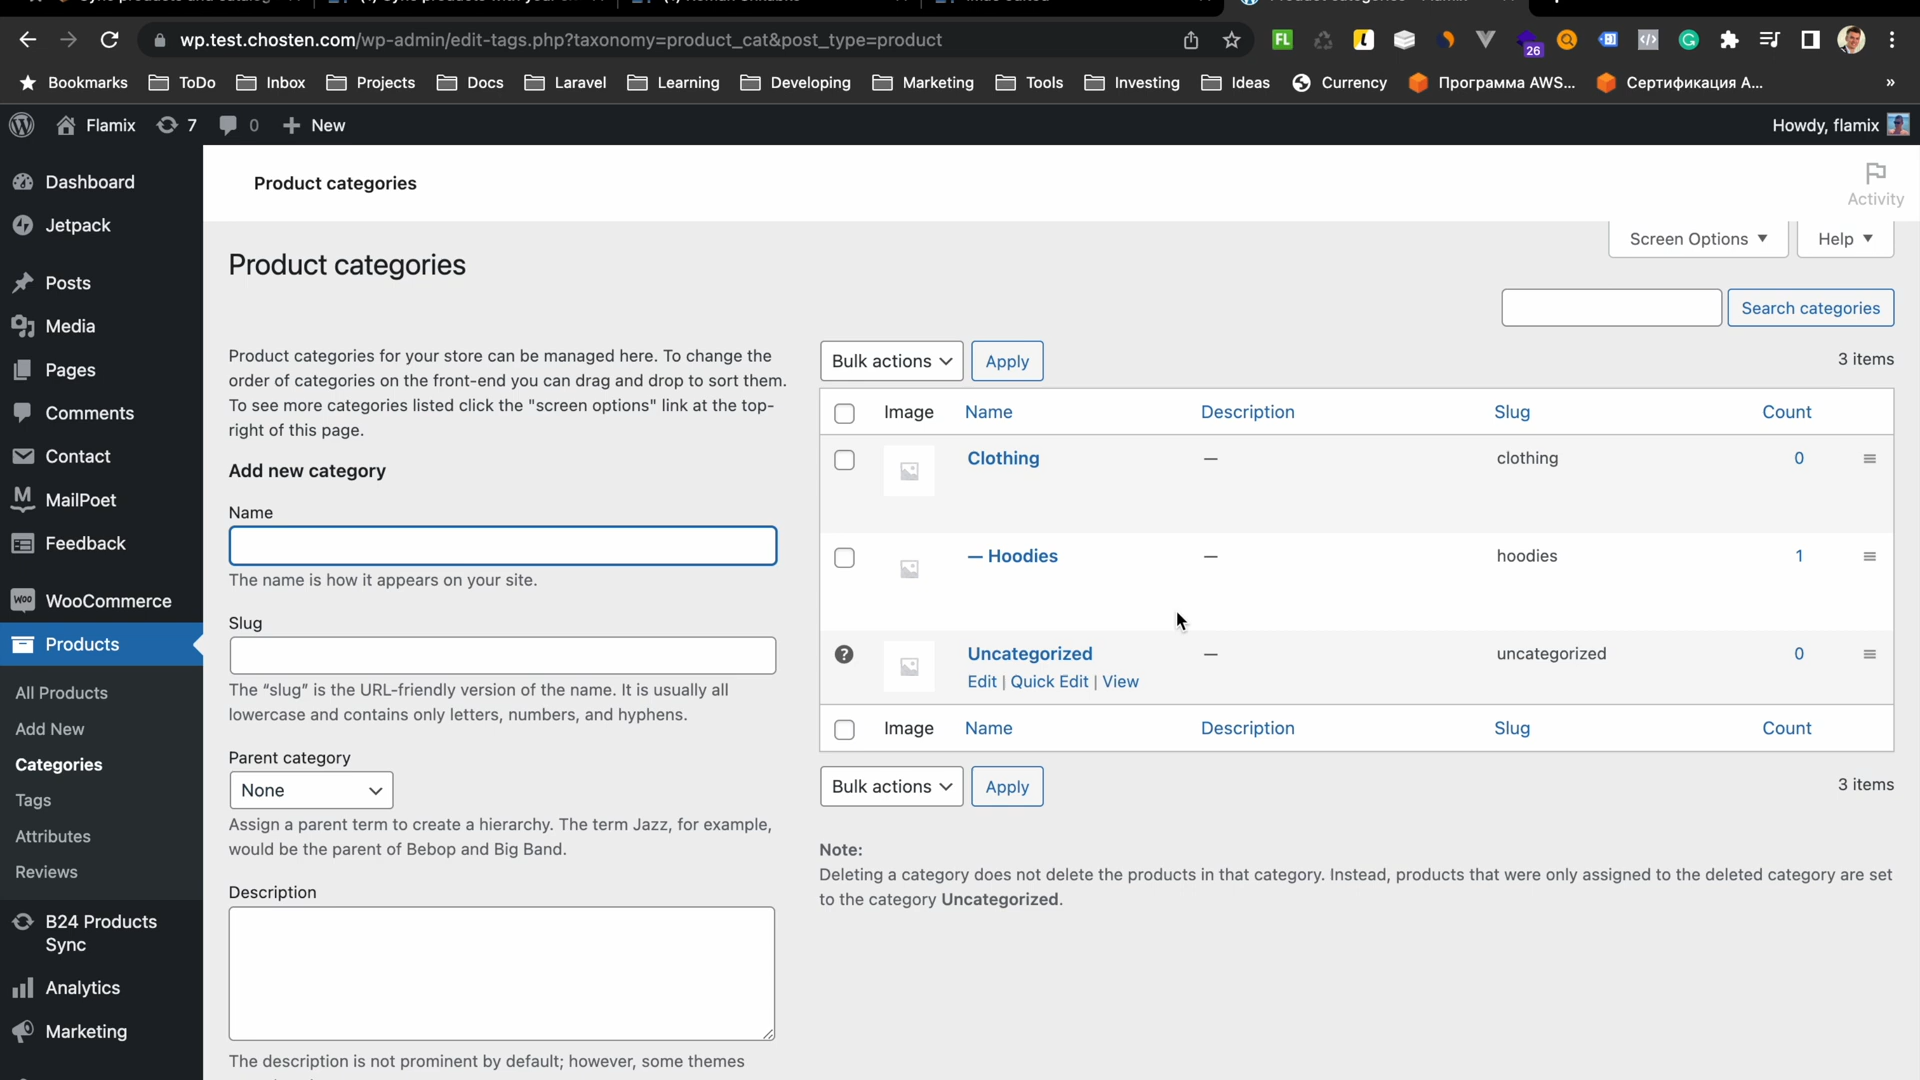 wp.test.chosten.com/wp-admin/edit-tags.php?taxonomy=product_cat&post_type=product
FL
26
Bookmarks ToDo Inbox Projects Docs Laravel Learning Developing Marketing Tools Investing Ideas Currency Программа AWS... Сертификация A... »
Flamix 7 0 New Howdy, flamix
Dashboard
Jetpack
Posts
Media
Pages
Comments
Contact
MailPoet
Feedback
WooCommerce
Products
All Products
Add New
Categories
Tags
Attributes
Reviews
B24 Products
Sync
Analytics
Marketing
Product categories
Activity
Screen Options
Help
Product categories
Search categories
Product categories for your store can be managed here. To change the
order of categories on the front-end you can drag and drop to sort them.
To see more categories listed click the "screen options" link at the top-
right of this page.
Add new category
Name
The name is how it appears on your site.
Slug
The “slug” is the URL-friendly version of the name. It is usually all
lowercase and contains only letters, numbers, and hyphens.
Parent category
None
Assign a parent term to create a hierarchy. The term Jazz, for example,
would be the parent of Bebop and Big Band.
Description
The description is not prominent by default; however, some themes
Bulk actions Apply 3 items
Image Name Description Slug Count
Clothing — clothing 0
— Hoodies — hoodies 1
Uncategorized — uncategorized 0
Edit | Quick Edit | View
Image Name Description Slug Count
Bulk actions Apply 3 items
Note:
Deleting a category does not delete the products in that category. Instead, products that were only assigned to the deleted category are set
to the category Uncategorized.